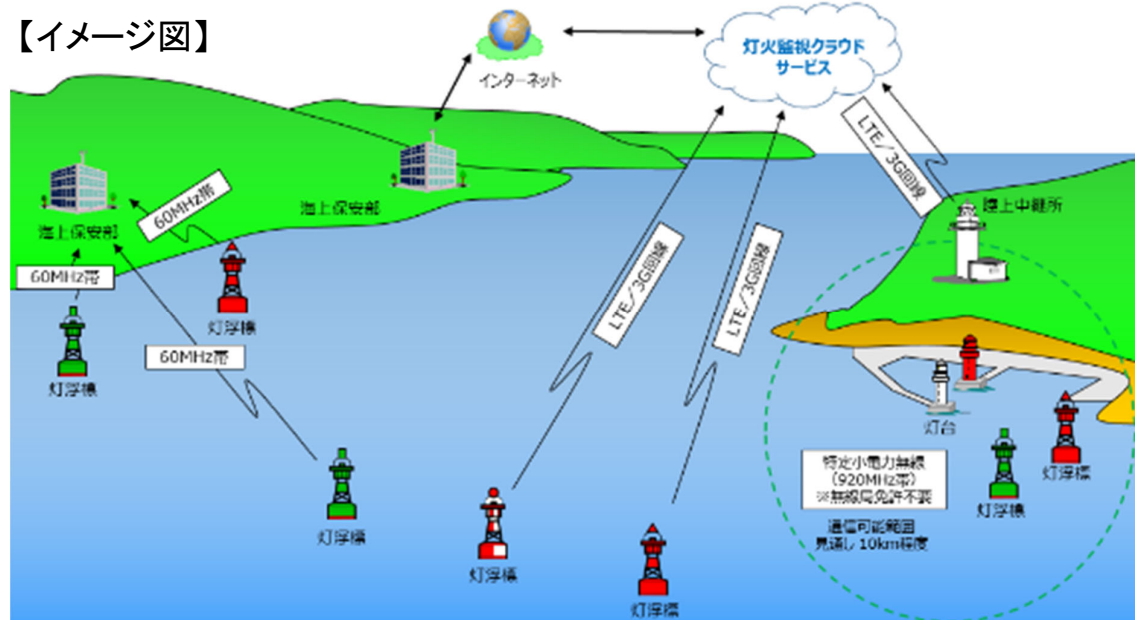 【イメージ図】
インターネット
灯火監視クラウド
サービス
LTE/3G回線
陸上中継所
海上保安部
60MHz帯
海上保安部
60MHz帯
灯浮標
灯浮標
60MHz帯
LTE/3G回線
LTE/3G回線
灯台
灯浮標
灯浮標
特定小電力無線
(920MHz帯)
※無線局免許不要
通信可能範囲
見通し 10km程度
灯浮標
灯浮標
灯浮標